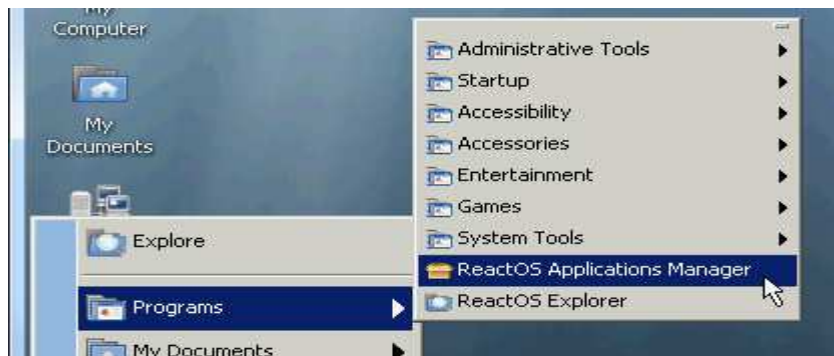 My
Computer
My
Documents
Explore
Programs
My Documents
Administrative Tools
Startup
Accessibility
Accessories
Entertainment
Games
System Tools
ReactOS Applications Manager
ReactOS Explorer